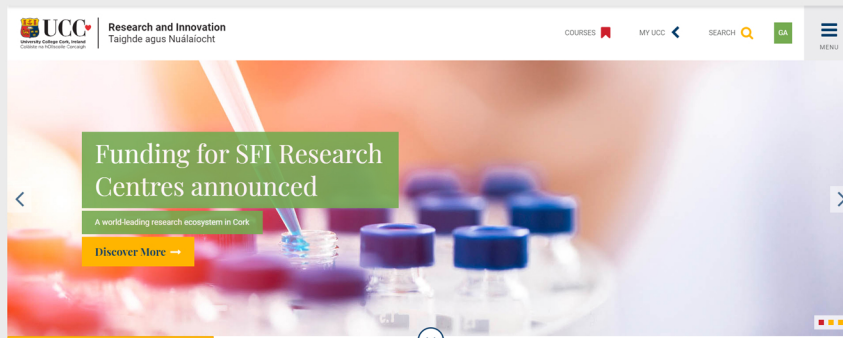 UCC
University College Cork, Ireland
Coláiste na hOllscoile Corcaigh
Research and Innovation
Taighde agus Nuálaíocht
COURSES
MY UCC
SEARCH
GA
MENU
Funding for SFI Research
Centres announced
A world-leading research ecosystem in Cork
Discover More →